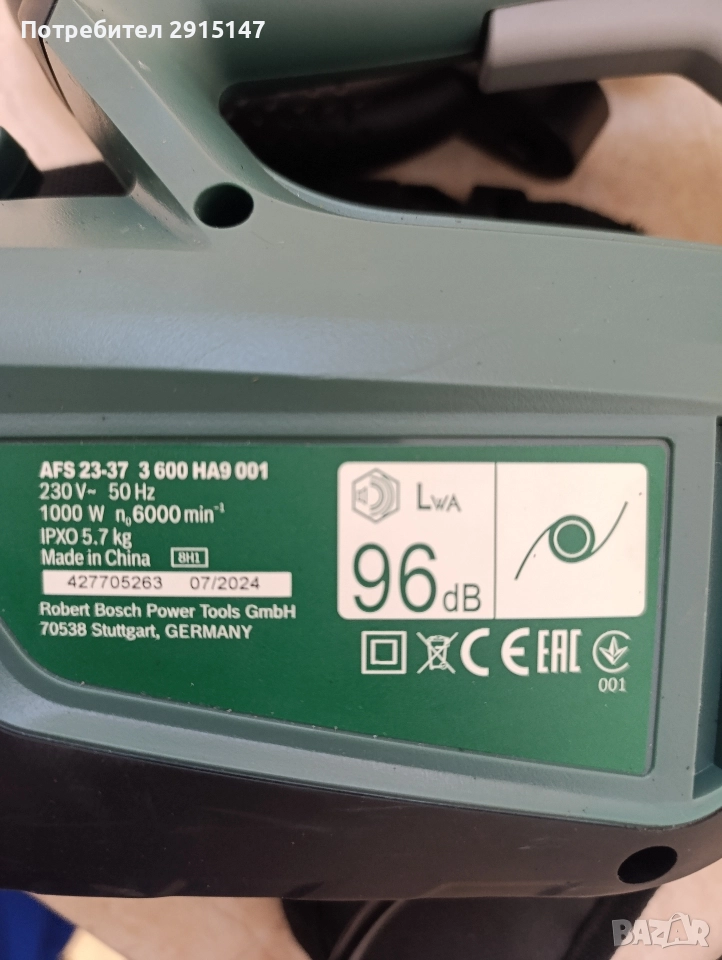 Потребител 2915147
AFS 23-37 3 600 HA9 001
230 V~ 50 Hz
1000 W n₀ 6000 min⁻¹
IPXO 5.7 kg
Made in China 8H1
427705263 07/2024
Robert Bosch Power Tools GmbH
70538 Stuttgart, GERMANY
LWA
96 dB
CE EAC
001
BAZAR